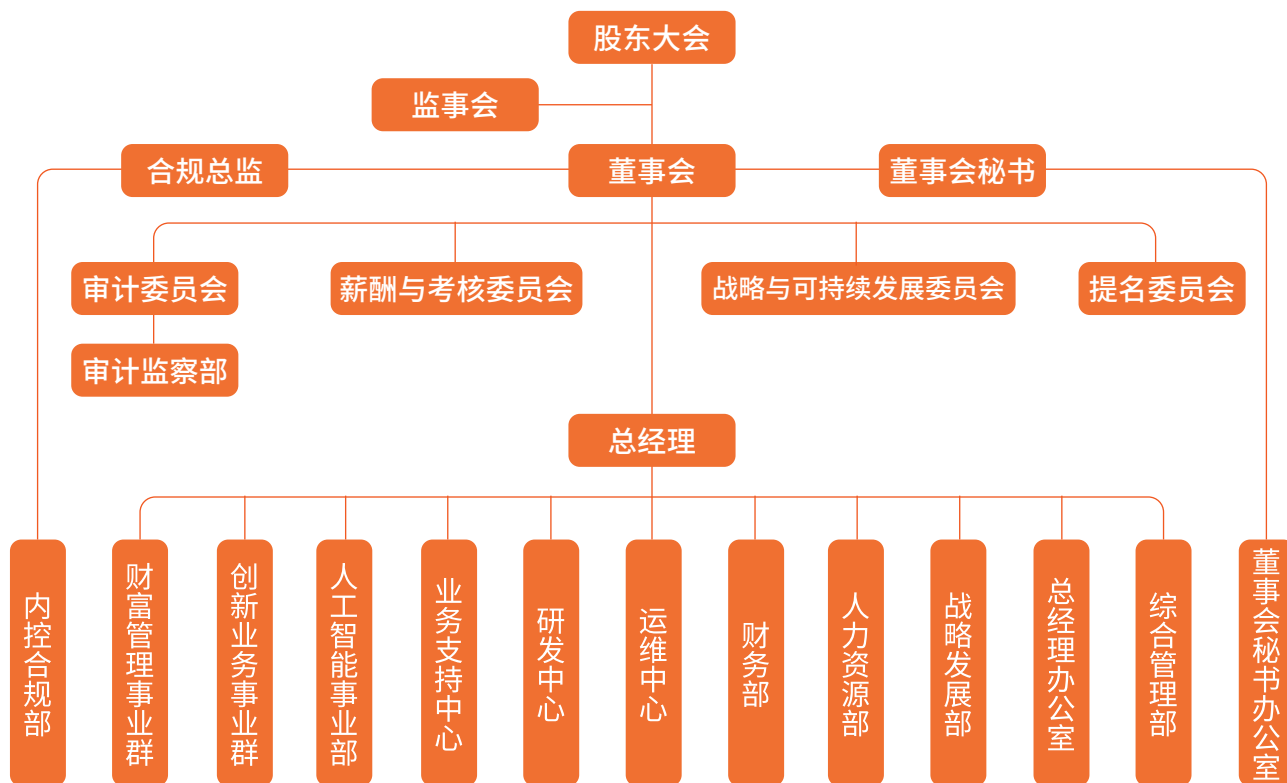 股东大会
监事会
合规总监
董事会
董事会秘书
审计委员会
薪酬与考核委员会
战略与可持续发展委员会
提名委员会
审计监察部
总经理
内控合规部
财富管理事业群
创新业务事业群
人工智能事业部
业务支持中心
研发中心
运维中心
财务部
人力资源部
战略发展部
总经理办公室
综合管理部
董事会秘书办公室